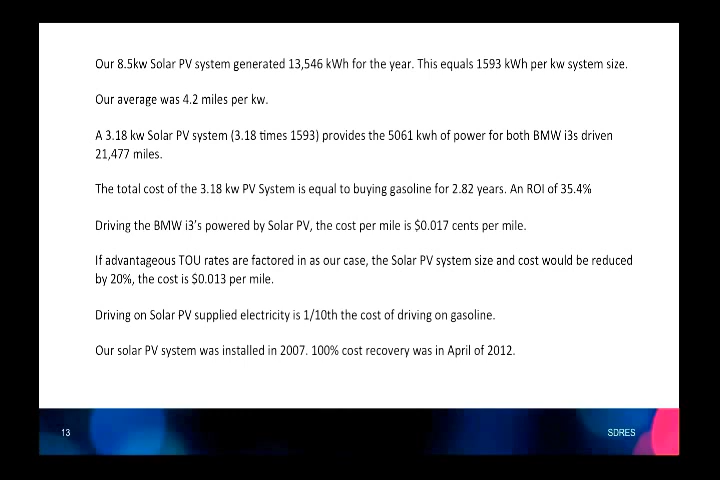 Our 8.5kw Solar PV system generated 13,546 kWh for the year. This equals 1593 kWh per kw system size.
Our average was 4.2 miles per kw.
A 3.18 kw Solar PV system (3.18 times 1593) provides the 5061 kwh of power for both BMW i3s driven
21,477 miles.
The total cost of the 3.18 kw PV System is equal to buying gasoline for 2.82 years. An ROI of 35.4%
Driving the BMW i3's powered by Solar PV, the cost per mile is $0.017 cents per mile.
If advantageous TOU rates are factored in as our case, the Solar PV system size and cost would be reduced
by 20%, the cost is $0.013 per mile.
Driving on Solar PV supplied electricity is 1/10th the cost of driving on gasoline.
Our solar PV system was installed in 2007. 100% cost recovery was in April of 2012.
13
SDRES